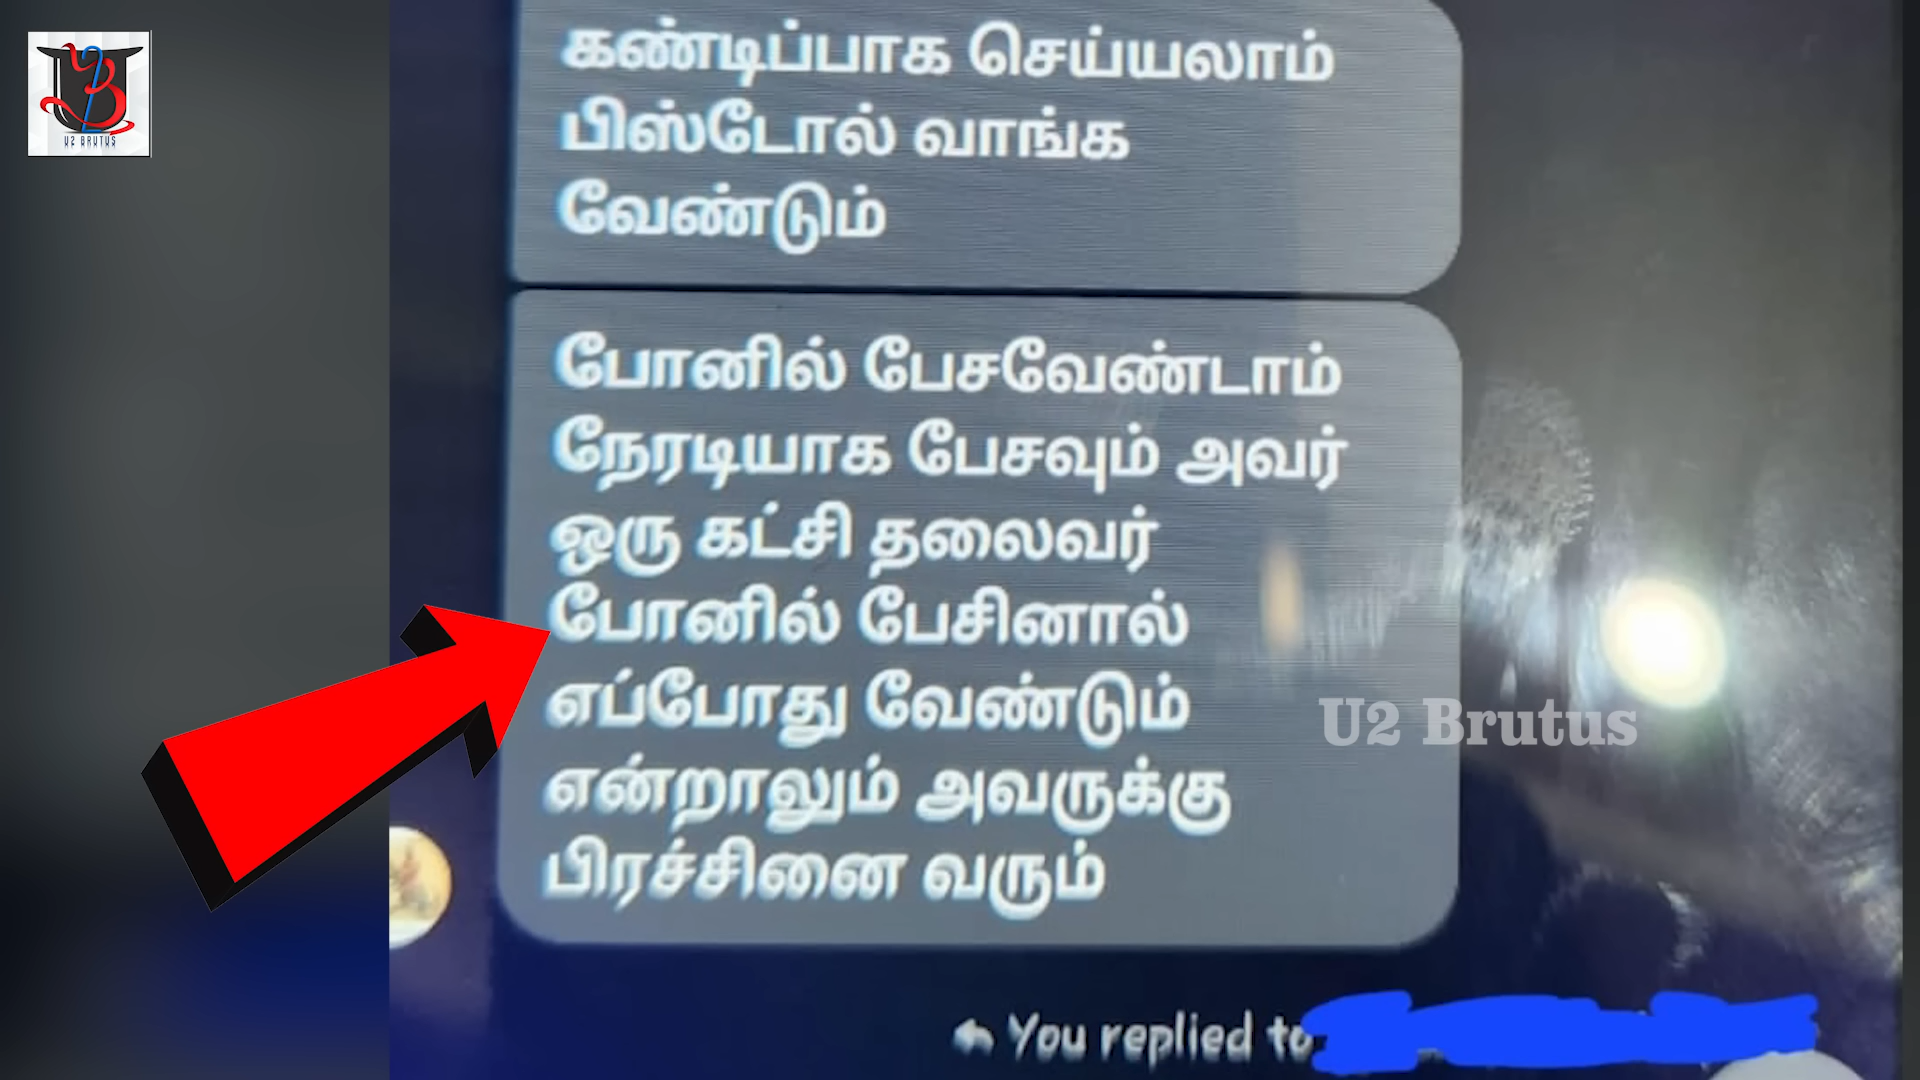 U2 BRUTUS
கண்டிப்பாக செய்யலாம்
பிஸ்டோல் வாங்க
வேண்டும்
போனில் பேசவேண்டாம்
நேரடியாக பேசவும் அவர்
ஒரு கட்சி தலைவர்
போனில் பேசினால்
எப்போது வேண்டும்
என்றாலும் அவருக்கு
பிரச்சினை வரும்
U2 Brutus
You replied to